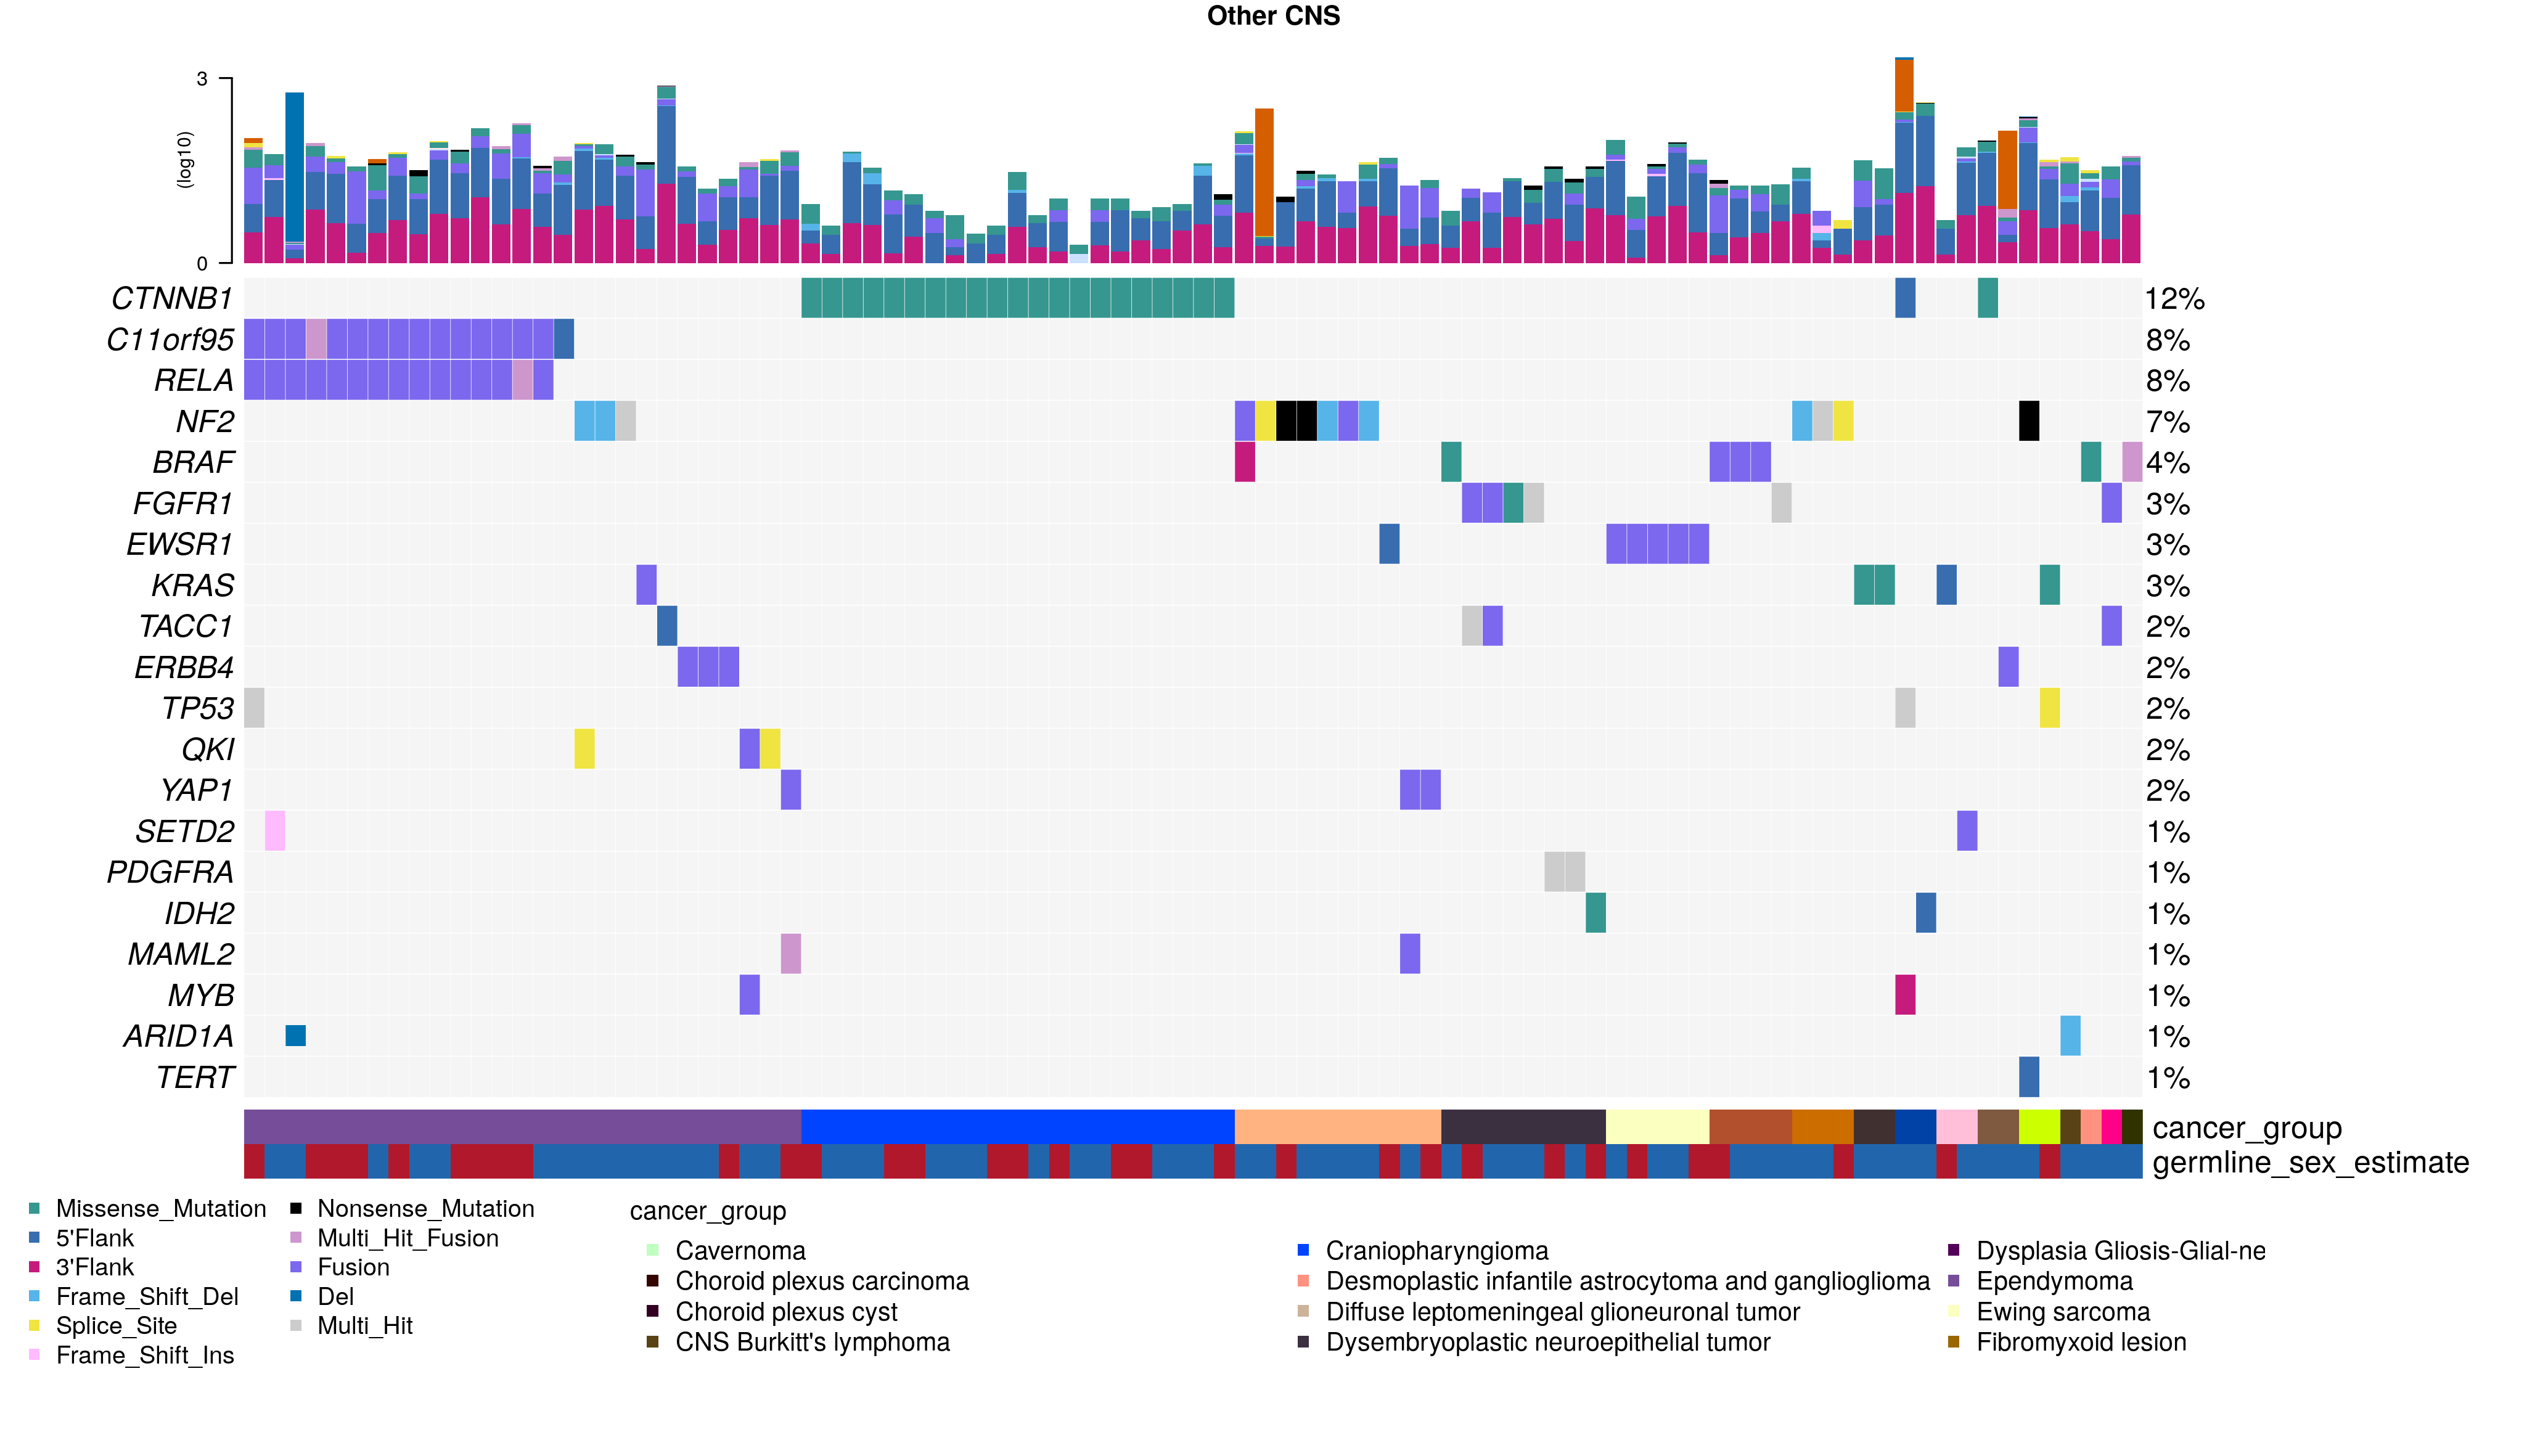 Other CNS
3
(log10)
0
CTNNB1 12%
C11orf95 8%
RELA 8%
NF2 7%
BRAF 4%
FGFR1 3%
EWSR1 3%
KRAS 3%
TACC1 2%
ERBB4 2%
TP53 2%
QKI 2%
YAP1 2%
SETD2 1%
PDGFRA 1%
IDH2 1%
MAML2 1%
MYB 1%
ARID1A 1%
TERT 1%
cancer_group
germline_sex_estimate
Missense_Mutation
5'Flank
3'Flank
Frame_Shift_Del
Splice_Site
Frame_Shift_Ins
Nonsense_Mutation
Multi_Hit_Fusion
Fusion
Del
Multi_Hit
cancer_group
Cavernoma
Choroid plexus carcinoma
Choroid plexus cyst
CNS Burkitt's lymphoma
Craniopharyngioma
Desmoplastic infantile astrocytoma and ganglioglioma
Diffuse leptomeningeal glioneuronal tumor
Dysembryoplastic neuroepithelial tumor
Dysplasia Gliosis-Glial-ne
Ependymoma
Ewing sarcoma
Fibromyxoid lesion